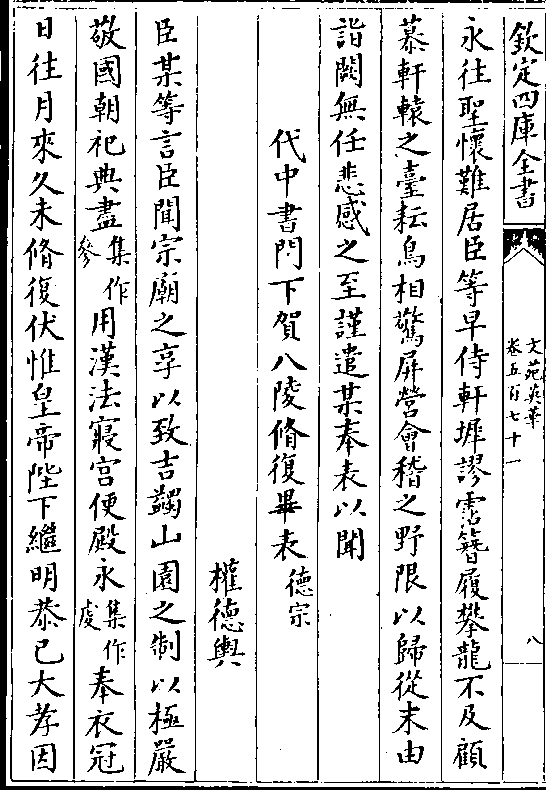 欽定四庫全書
文苑英華
卷五百七十一
八
永往聖懷難居臣等早侍軒墀謬霑簪履攀龍不及顧
慕軒轅之臺耘鳥相驚屏營會稽之野限以歸從末由
詣闕無任悲感之至謹遣某奉表以聞
代中書門下賀八陵脩復畢表德宗
權德輿
臣某等言臣聞宗廟之享以致吉蠲山園之制以極嚴
敬國朝祀典盡集作參用漢法寢宮便殿永集作虔奉衣冠
日往月來久未脩復伏惟皇帝陛下繼明恭已大孝因